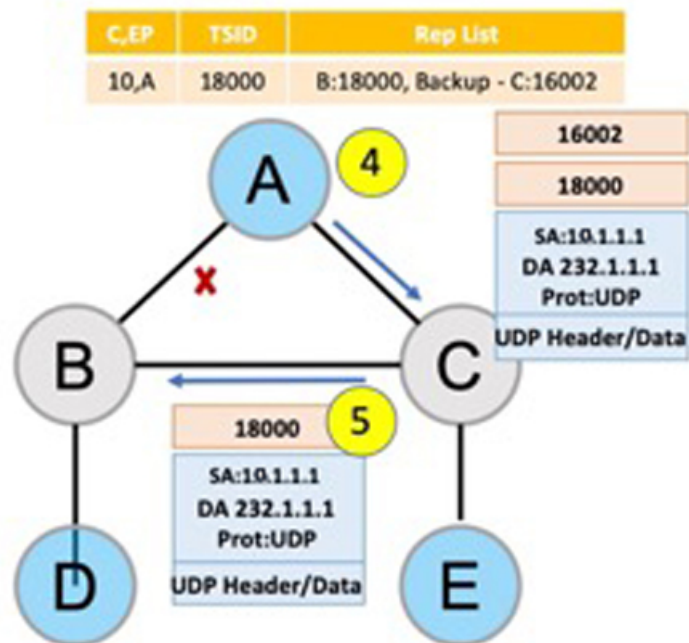 C,EP TSID Rep List
10,A 18000 B:18000, Backup - C:16002
A
4
16002
18000
SA:10.1.1.1
DA 232.1.1.1
Prot:UDP
UDP Header/Data
B
C
5
18000
SA:10.1.1.1
DA 232.1.1.1
Prot:UDP
UDP Header/Data
D
E